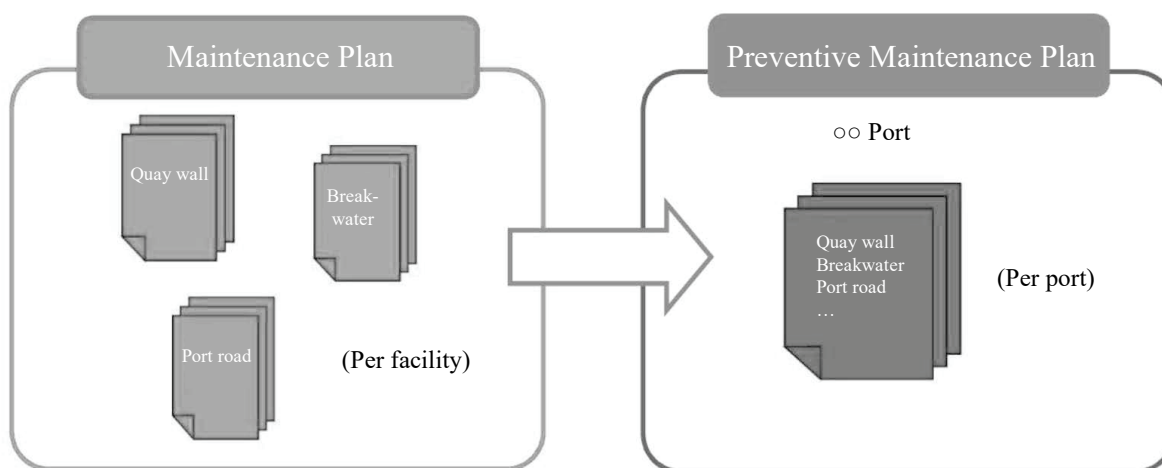 Maintenance Plan
Quay wall
Break-
water
Port road
(Per facility)
Preventive Maintenance Plan
○○ Port
Quay wall
Breakwater
Port road
…
(Per port)